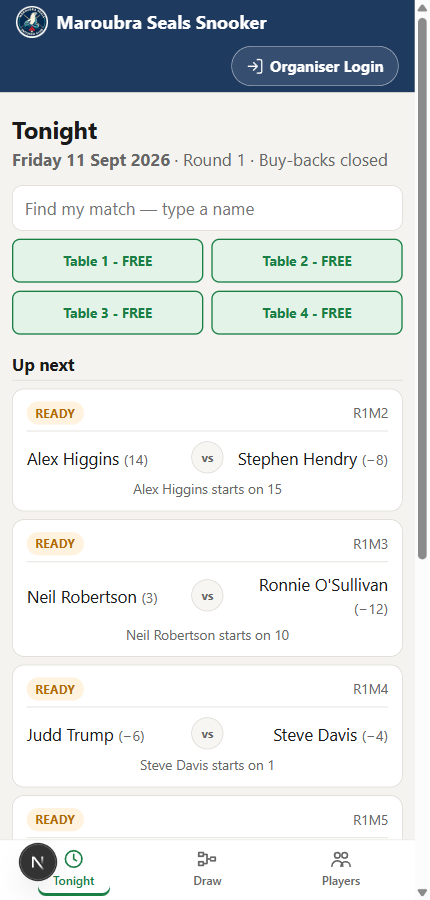 Maroubra Seals Snooker
Organiser Login
Tonight
Friday 11 Sept 2026 · Round 1 · Buy-backs closed
Find my match — type a name
Table 1 - FREE
Table 2 - FREE
Table 3 - FREE
Table 4 - FREE
Up next
READY
R1M2
Alex Higgins (14)
vs
Stephen Hendry (−8)
Alex Higgins starts on 15
READY
R1M3
Neil Robertson (3)
vs
Ronnie O'Sullivan
(−12)
Neil Robertson starts on 10
READY
R1M4
Judd Trump (−6)
vs
Steve Davis (−4)
Steve Davis starts on 1
READY
R1M5
N
Tonight
Draw
Players